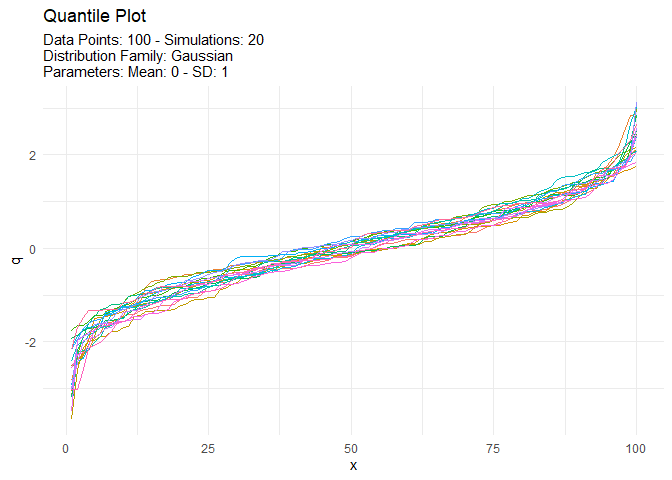 Quantile Plot
Data Points: 100 - Simulations: 20
Distribution Family: Gaussian
Parameters: Mean: 0 - SD: 1
2
0
-2
q
0 25 50 75 100
x